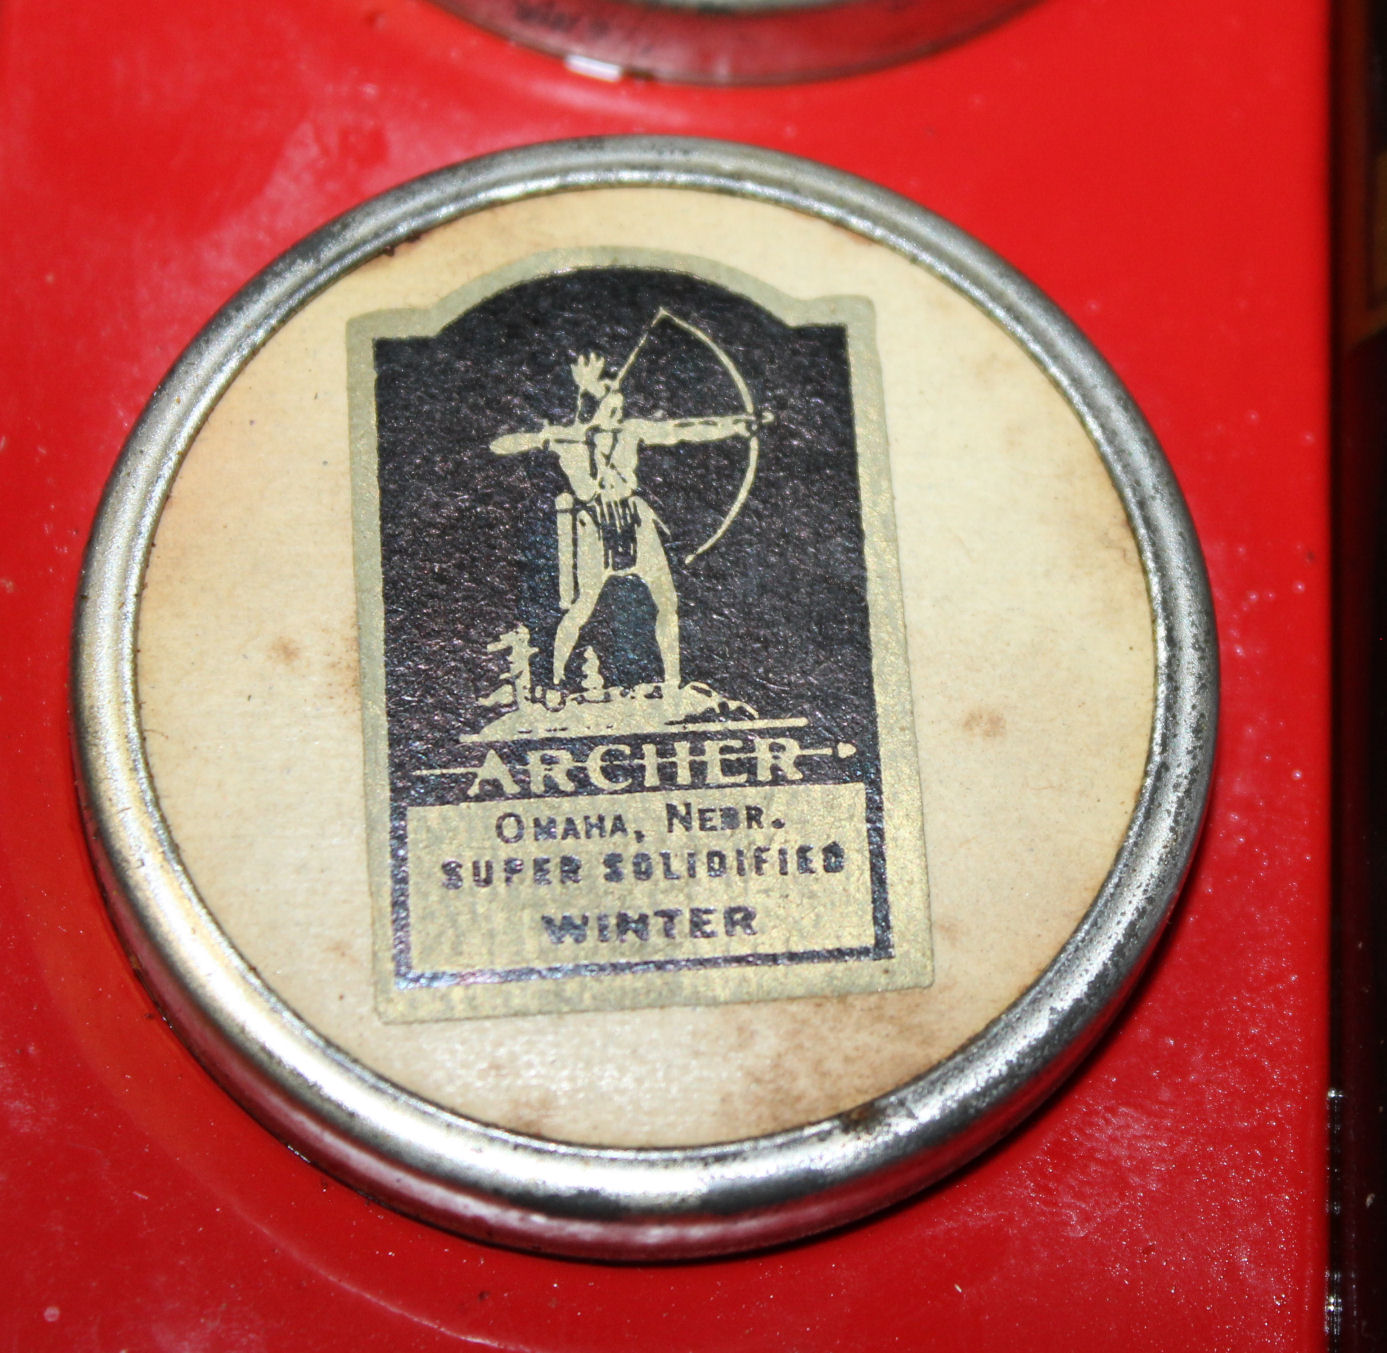 ARCHER
OMAHA, NEBR.
SUPER SOLIDIFIED
WINTER